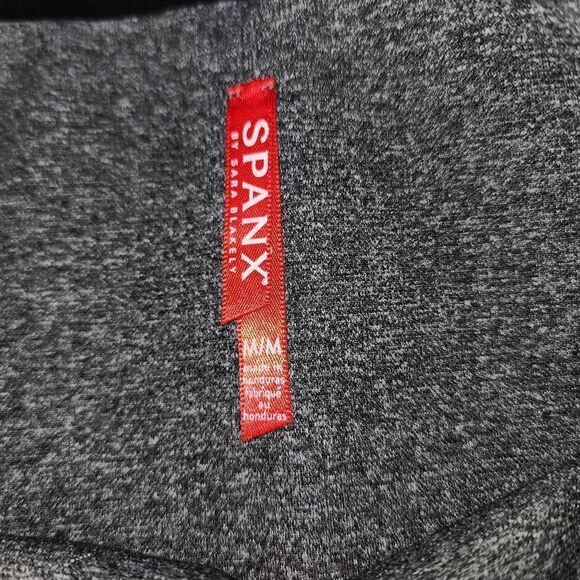 SPANX
BY SARA BLAKELY
M/M
made in
honduras
fabriqué
au
honduras